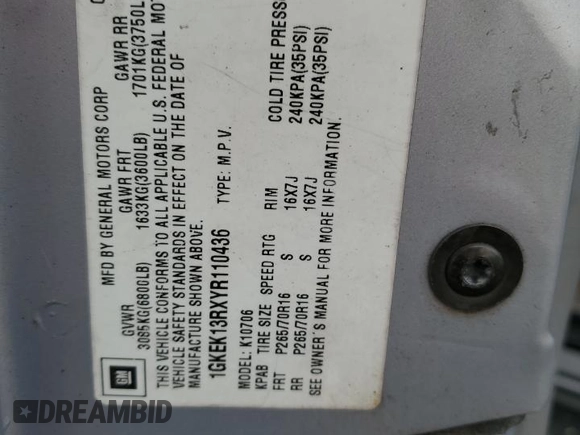 MFD BY GENERAL MOTORS CORP
GVWR GAWR FRT GAWR RR
3085KG(6800LB) 1633KG(3600LB) 1701KG(3750L
THIS VEHICLE CONFORMS TO ALL APPLICABLE U.S. FEDERAL MOT
VEHICLE SAFETY STANDARDS IN EFFECT ON THE DATE OF
MANUFACTURE SHOWN ABOVE.
1GKEK13RXYR110436 TYPE: M.P.V.
MODEL: K10706
KPAB TIRE SIZE SPEED RTG RIM COLD TIRE PRESS
FRT P265/70R16 S 16X7J 240KPA(35PSI)
RR P265/70R16 S 16X7J 240KPA(35PSI)
SEE OWNER'S MANUAL FOR MORE INFORMATION.
GM
DREAMBID